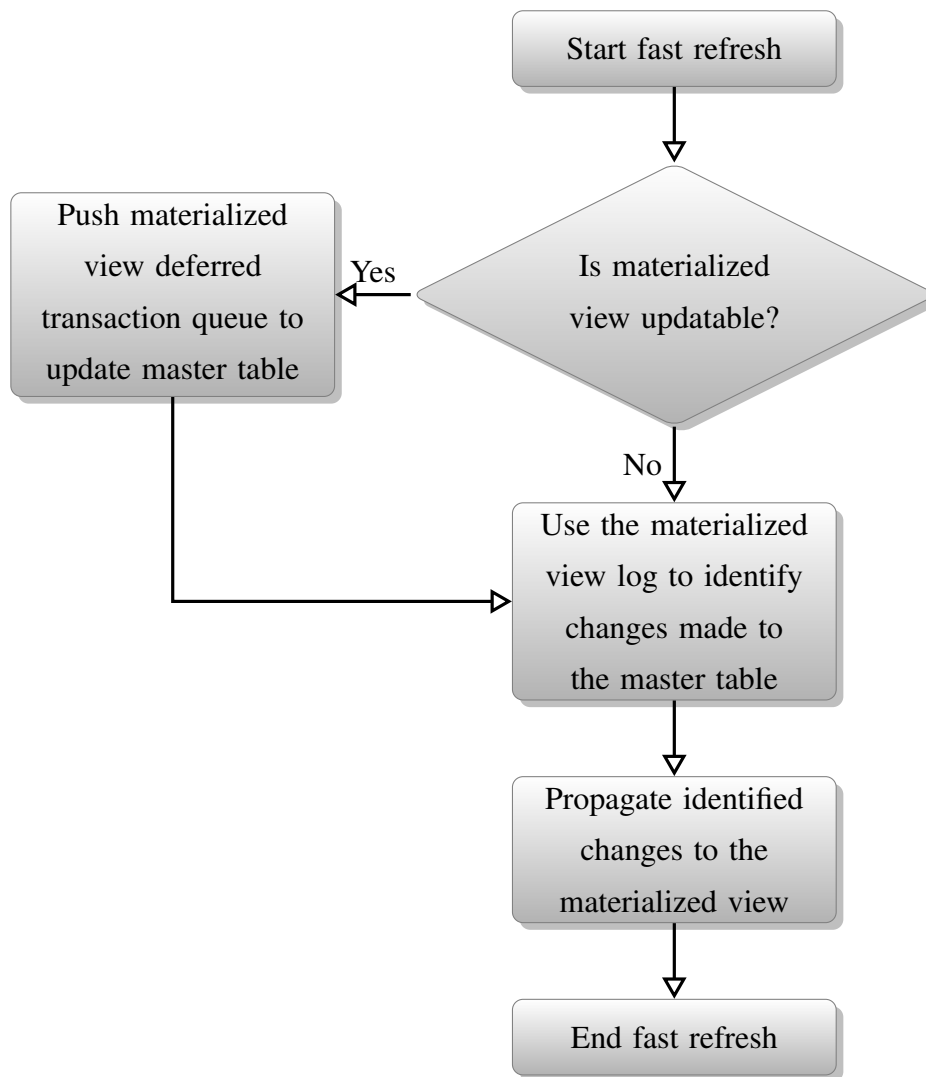 Start fast refresh
Is materialized
view updatable?
Yes
Push materialized
view deferred
transaction queue to
update master table
No
Use the materialized
view log to identify
changes made to
the master table
Propagate identified
changes to the
materialized view
End fast refresh